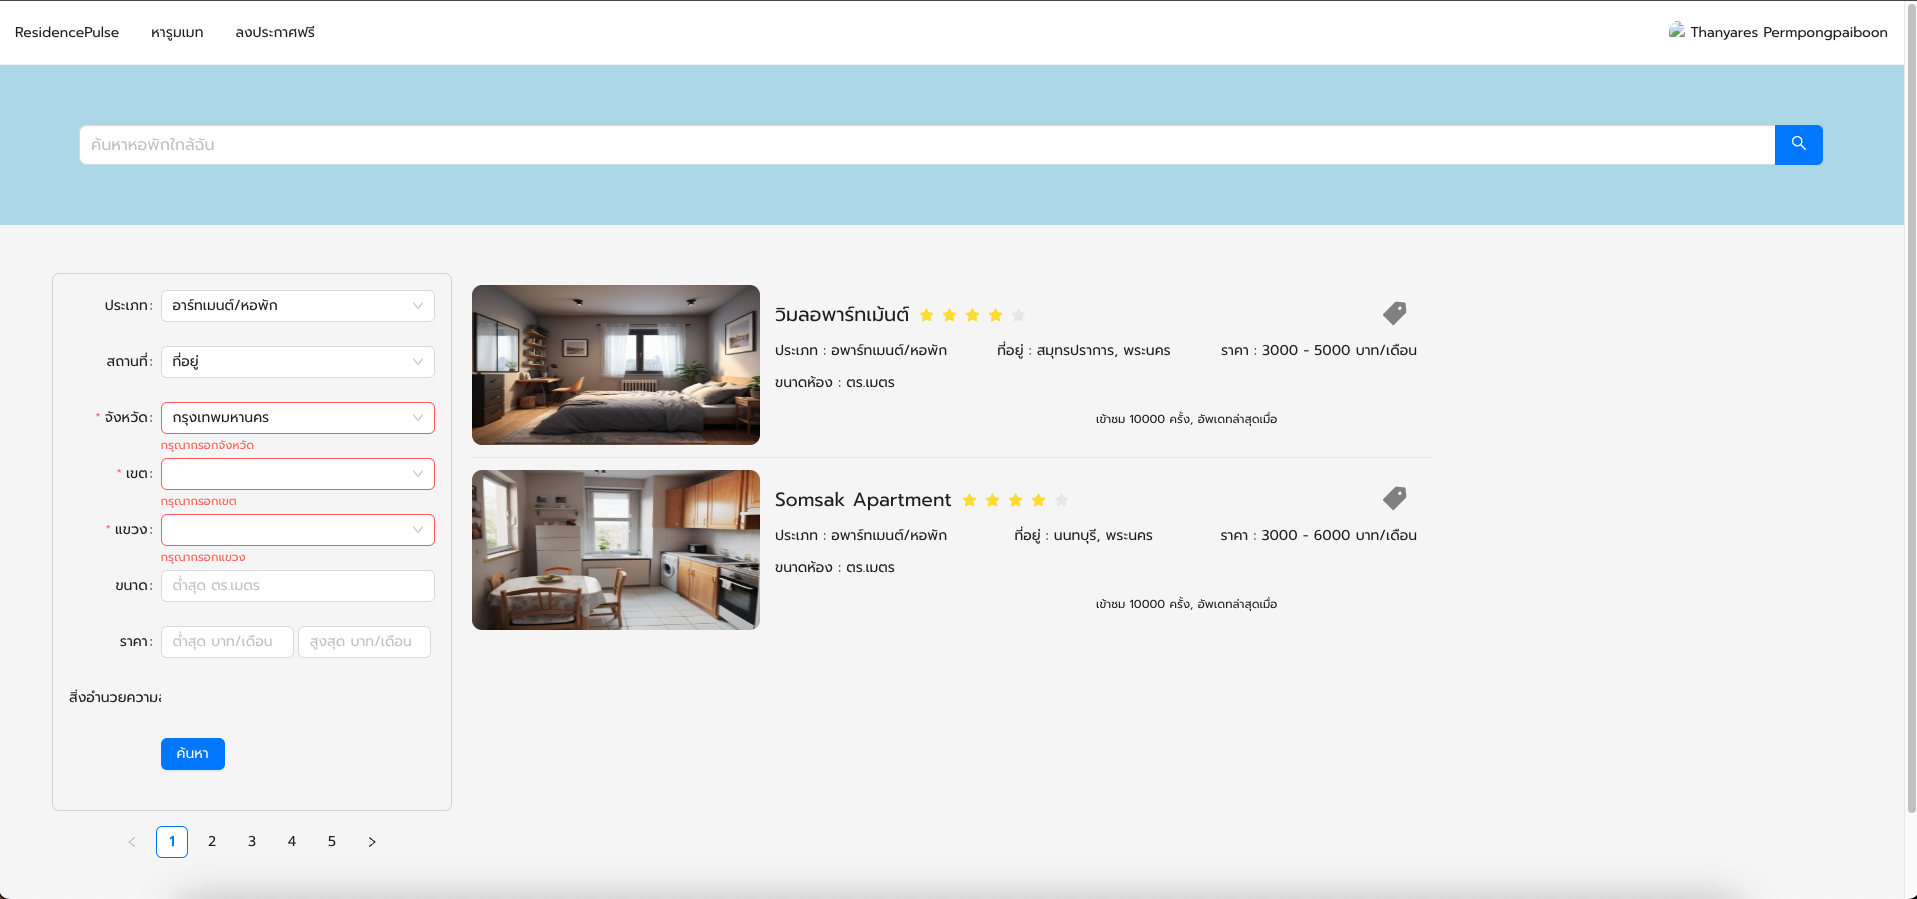 ResidencePulse หารูมเมท ลงประกาศฟรี Thanyares Permpongpaiboon
ค้นหาหอพักใกล้ฉัน
ประเภท: อาร์ทเมนต์/หอพัก
สถานที่: ที่อยู่
* จังหวัด: กรุงเทพมหานคร
กรุณากรอกจังหวัด
* เขต:
กรุณากรอกเขต
* แขวง:
กรุณากรอกแขวง
ขนาด: ต่ำสุด ตร.เมตร
ราคา: ต่ำสุด บาท/เดือน สูงสุด บาท/เดือน
สิ่งอำนวยความส
ค้นหา
วิมลอพาร์ทเม้นต์
ประเภท : อพาร์ทเมนต์/หอพัก ที่อยู่ : สมุทรปราการ, พระนคร ราคา : 3000 - 5000 บาท/เดือน
ขนาดห้อง : ตร.เมตร
เข้าชม 10000 ครั้ง, อัพเดทล่าสุดเมื่อ
Somsak Apartment
ประเภท : อพาร์ทเมนต์/หอพัก ที่อยู่ : นนทบุรี, พระนคร ราคา : 3000 - 6000 บาท/เดือน
ขนาดห้อง : ตร.เมตร
เข้าชม 10000 ครั้ง, อัพเดทล่าสุดเมื่อ
< 1 2 3 4 5 >